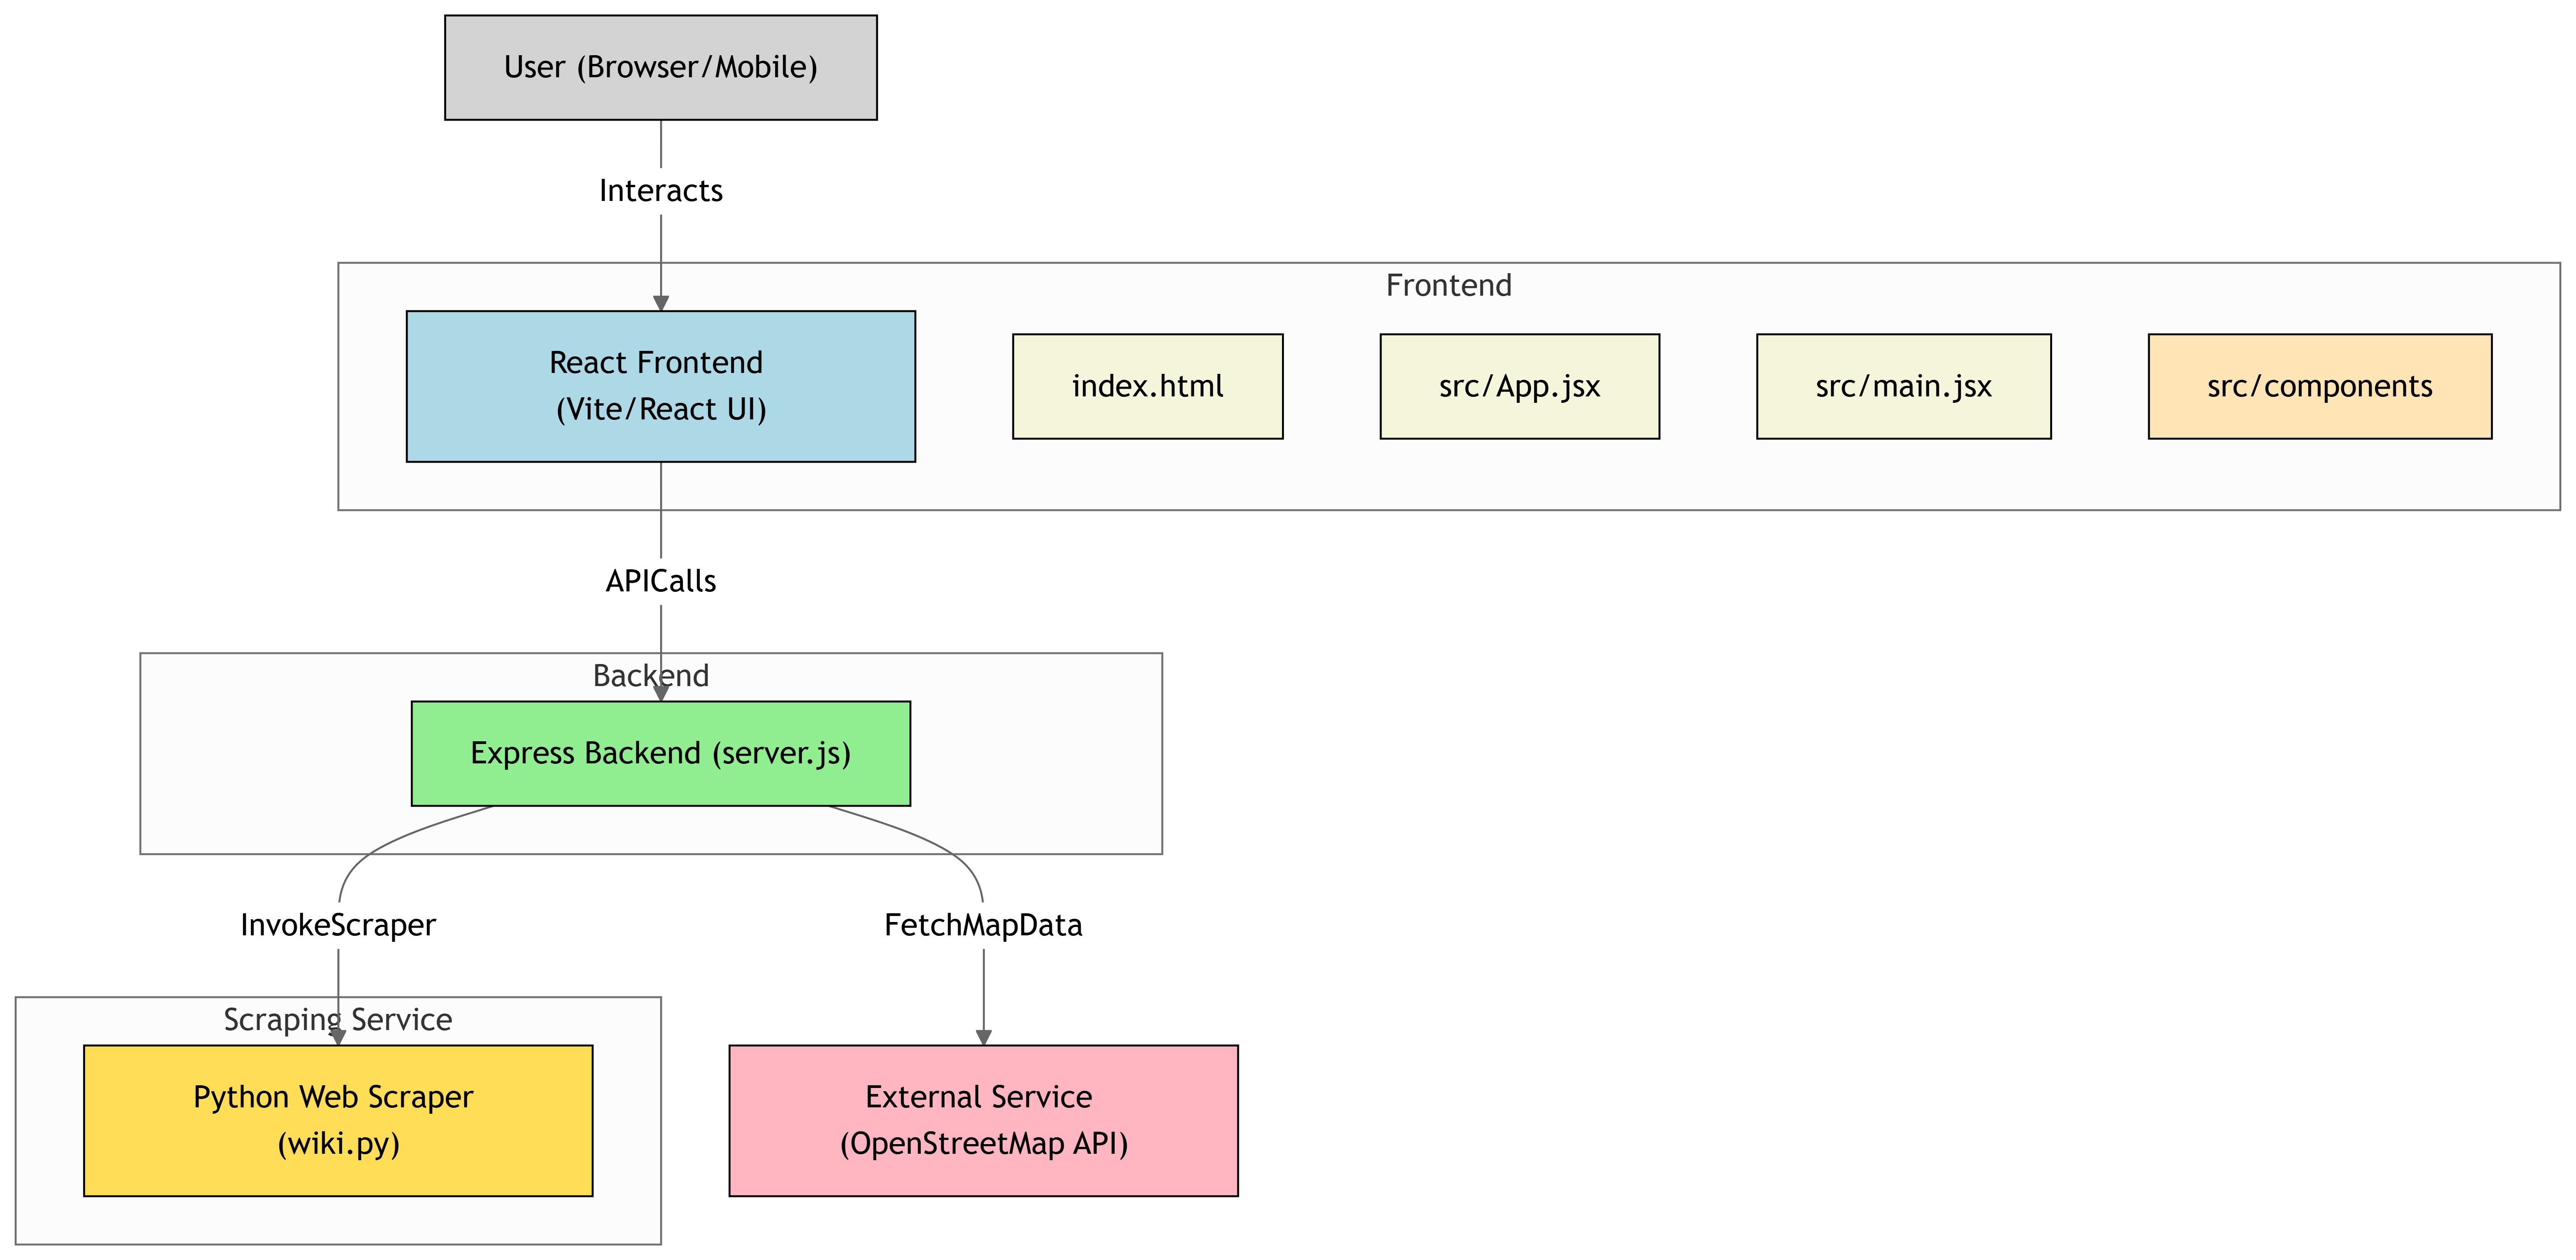 User (Browser/Mobile)
Interacts
Frontend
React Frontend
(Vite/React UI)
index.html
src/App.jsx
src/main.jsx
src/components
APICalls
Backend
Express Backend (server.js)
InvokeScraper
FetchMapData
Scraping Service
Python Web Scraper
(wiki.py)
External Service
(OpenStreetMap API)